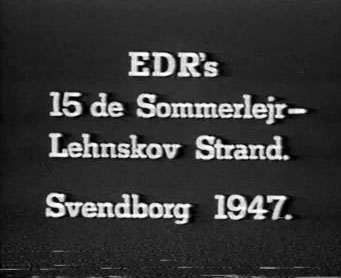 EDR's
15 de Sommerlejr–
Lehnskov Strand.
Svendborg 1947.